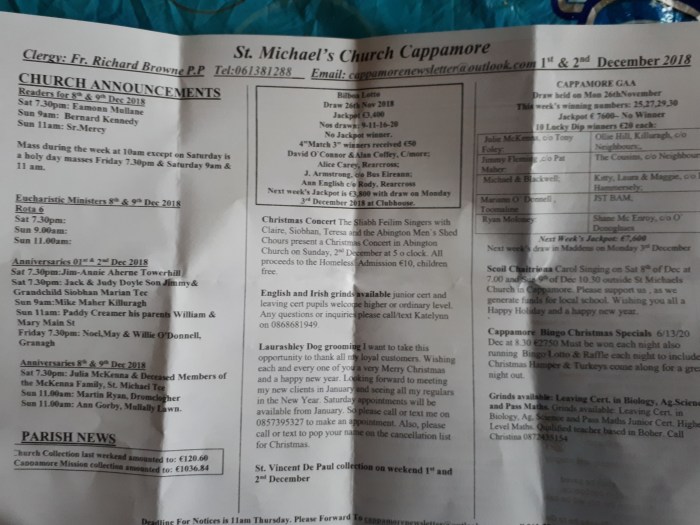 St. Michael's Church Cappamore
Clergy: Fr. Richard Browne P.P Tel:061381288 Email: cappamorenewsletter@outlook.com 1st & 2nd December 2018
CHURCH ANNOUNCEMENTS
Readers for 8th & 9th Dec 2018
Sat 7.30pm: Eamonn Mullane
Sun 9am: Bernard Kennedy
Sun 11am: Sr.Mercy
Mass during the week at 10am except on Saturday is
a holy day masses Friday 7.30pm & Saturday 9am &
11 am.
Eucharistic Ministers 8th & 9th Dec 2018
Rota 6
Sat 7.30pm:
Sun 9.00am:
Sun 11.00am:
Anniversaries 01st & 2nd Dec 2018
Sat 7.30pm:Jim-Annie Aherne Towerhill
Sat 7.30pm: Jack & Judy Doyle Son Jimmy &
Grandchild Siobhan Marian Tce
Sun 9am:Mike Maher Killuragh
Sun 11am: Paddy Creamer his parents William &
Mary Main St
Friday 7.30pm: Noel,May & Willie O'Donnell,
Granagh
Anniversaries 8th & 9th Dec 2018
Sat 7.30pm: Julia McKenna & Deceased Members of
the McKenna Family, St. Michael Tce
Sun 11.00am: Martin Ryan, Dromclogher
Sun 11.00am: Ann Gorby, Mullally Lawn.
PARISH NEWS
Church Collection last weekend amounted to: €120.60
Cappamore Mission collection amounted to: €1036.84
Bilboa Lotto
Draw 26th Nov 2018
Jackpot €3,400
Nos drawn: 9-11-16-20
No Jackpot winner.
4"Match 3" winners received €50
David O'Connor & Alan Coffey, C/more;
Alice Carey, Rearcross;
J. Armstrong, c/o Bus Eireann;
Ann English c/o Rody, Rearcross
Next week's Jackpot is €3,800 with draw on Monday
3rd December 2018 at Clubhouse.
Christmas Concert The Shabh Feilim Singers with
Claire, Siobhan, Teresa and the Abington Men's Shed
Chours present a Christmas Concert in Abington
Church on Sunday, 2nd December at 5 o clock. All
proceeds to the Homeless Admission €10, children
free.
English and Irish grinds available junior cert and
leaving cert pupils welcome higher or ordinary level.
Any questions or inquiries please call/text Katelynn
on 0868681949
Laurashley Dog grooming I want to take this
opportunity to thank all my loyal customers. Wishing
each and every one of you a very Merry Christmas
and a happy new year. Looking forward to meeting
my new clients in January and seeing all my regulars
in the New Year. Saturday appointments will be
available from January. So please call or text me on
0857395327 to make an appointment. Also, please
call or text to pop your name on the cancellation list
for Christmas.
St. Vincent De Paul collection on weekend 1st and
2nd December
CAPPAMORE GAA
Draw held on Mon 26thNovember
This week's winning numbers: 25,27,29,30
Jackpot € 7600– No Winner
10 Lucky Dip winners €20 each:
Julie McKenna, c/o Tony Foley; Ollie Hill, Killuragh, c/o Neighbours,,
Jimmy Fleming c/o Pat Maher; The Cousins, c/o Neighbours
Michael & Blackwell; Katy, Laura & Maggie, c/o Hammersely;
Marianne O' Donnell, Toomaline JST BAM,
Ryan Meloney Shane Mc Enroy, c/o O' Donoghues
Next Week's Jackpot: €7,600
Next week's draw in Maddens on Monday 3rd December
Scoil Chaitriona Carol Singing on Sat 8th of Dec at
7.00 and 9th of Dec 10.30 outside St Michaels
Church in Cappamore. Please support us , as we
generate funds for local school. Wishing you all a
Happy Holiday and a happy new year.
Cappamore Bingo Christmas Specials 6/13/20
Dec at 8.30 €2350 Must be won each night also
running Bingo Lotto & Raffle each night to include
Christmas Hamper & Turkeys come along for a great
night out.
Grinds available: Leaving Cert. in Biology, Ag.Science
and Pass Maths. Grinds available: Leaving Cert. in
Biology, Ag. Science and Pass Maths Junior Cert. Higher
Level Maths. Qualified teacher based in Boher. Call
Christina
Deadline For Notices is 11am Thursday. Please Forward To cappamorenewsletter@outlook.com